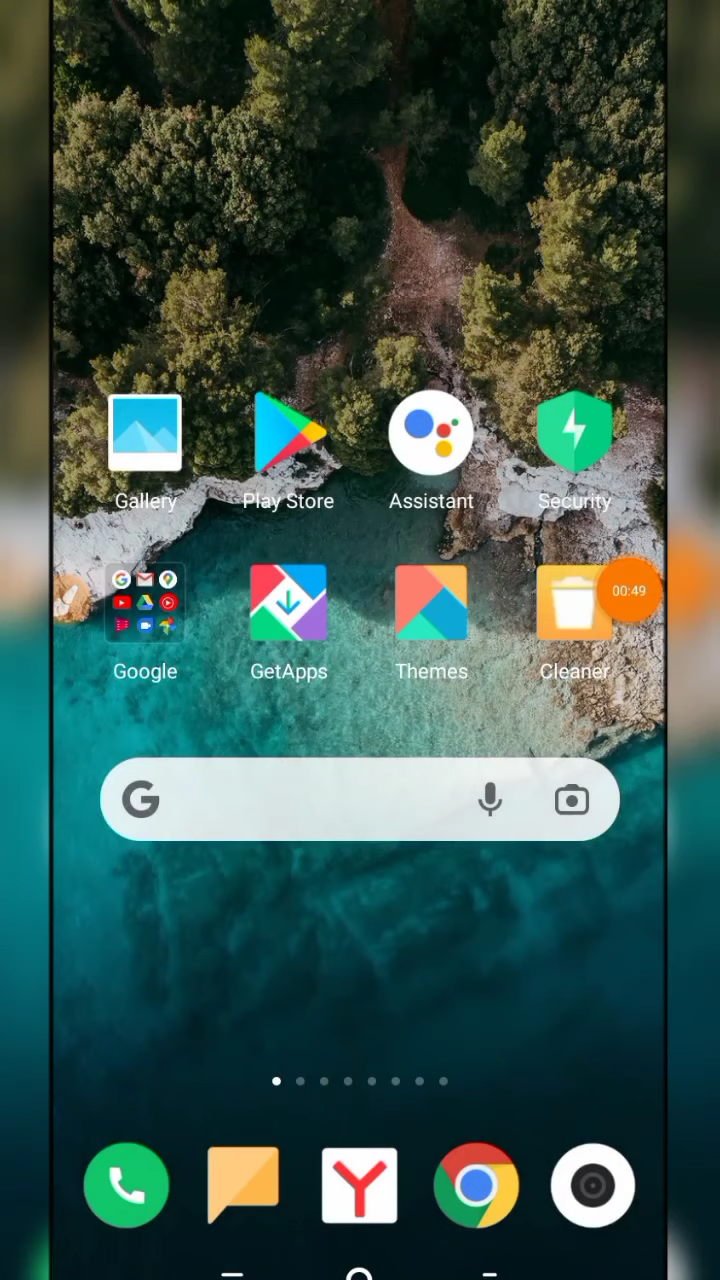 Gallery
Play Store
Assistant
Security
00:49
Google
GetApps
Themes
Cleaner